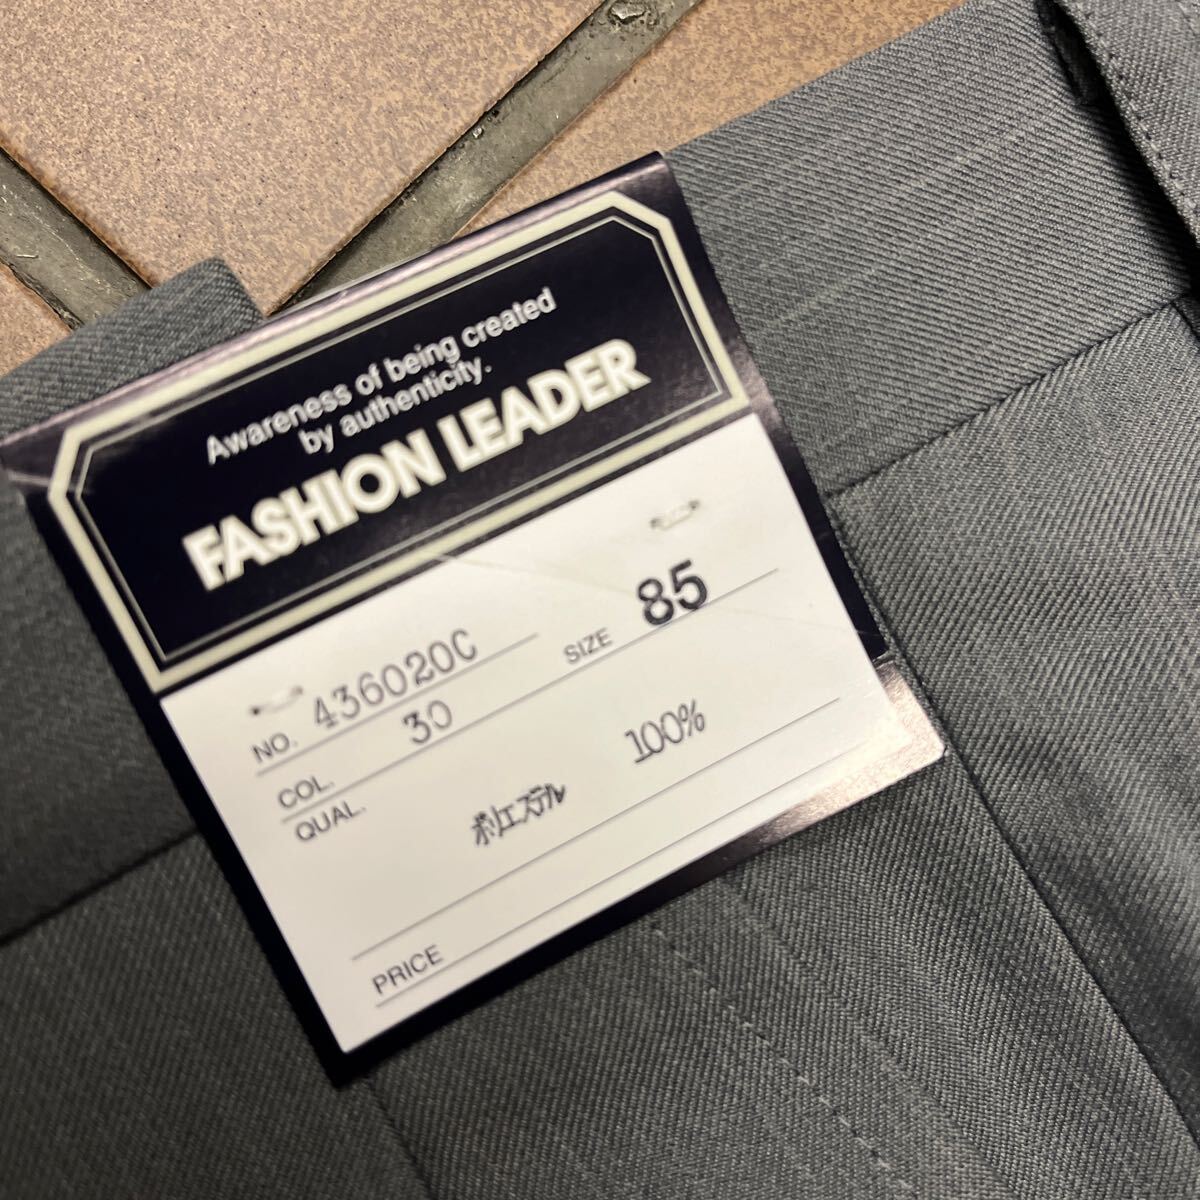 Awareness of being created
by authenticity.
FASHION LEADER
NO. 436020C SIZE 85
COL. 30
QUAL.
ポリエステル 100%
PRICE